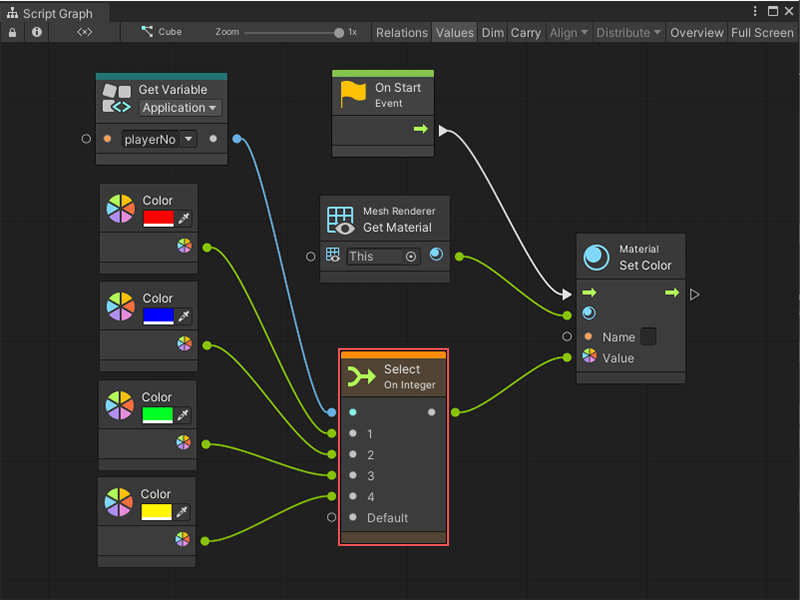 Script Graph
Cube
Zoom
1x
Relations
Values
Dim
Carry
Align
Distribute
Overview
Full Screen
Get Variable
Application
playerNo
On Start
Event
Color
Color
Color
Color
Mesh Renderer
Get Material
This
Select
On Integer
1
2
3
4
Default
Material
Set Color
Name
Value